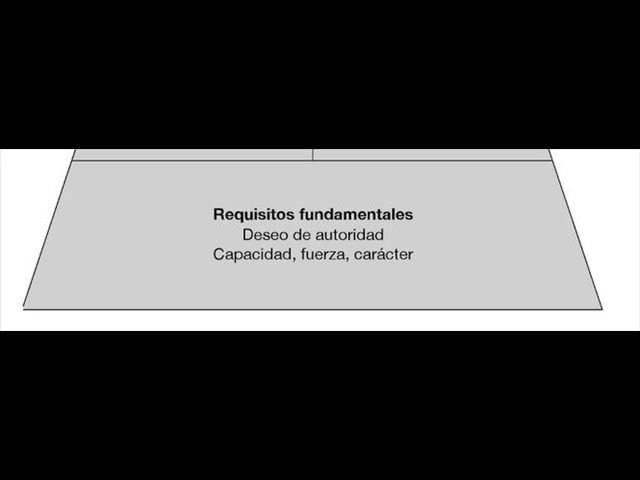 Requisitos fundamentales
Deseo de autoridad
Capacidad, fuerza, carácter